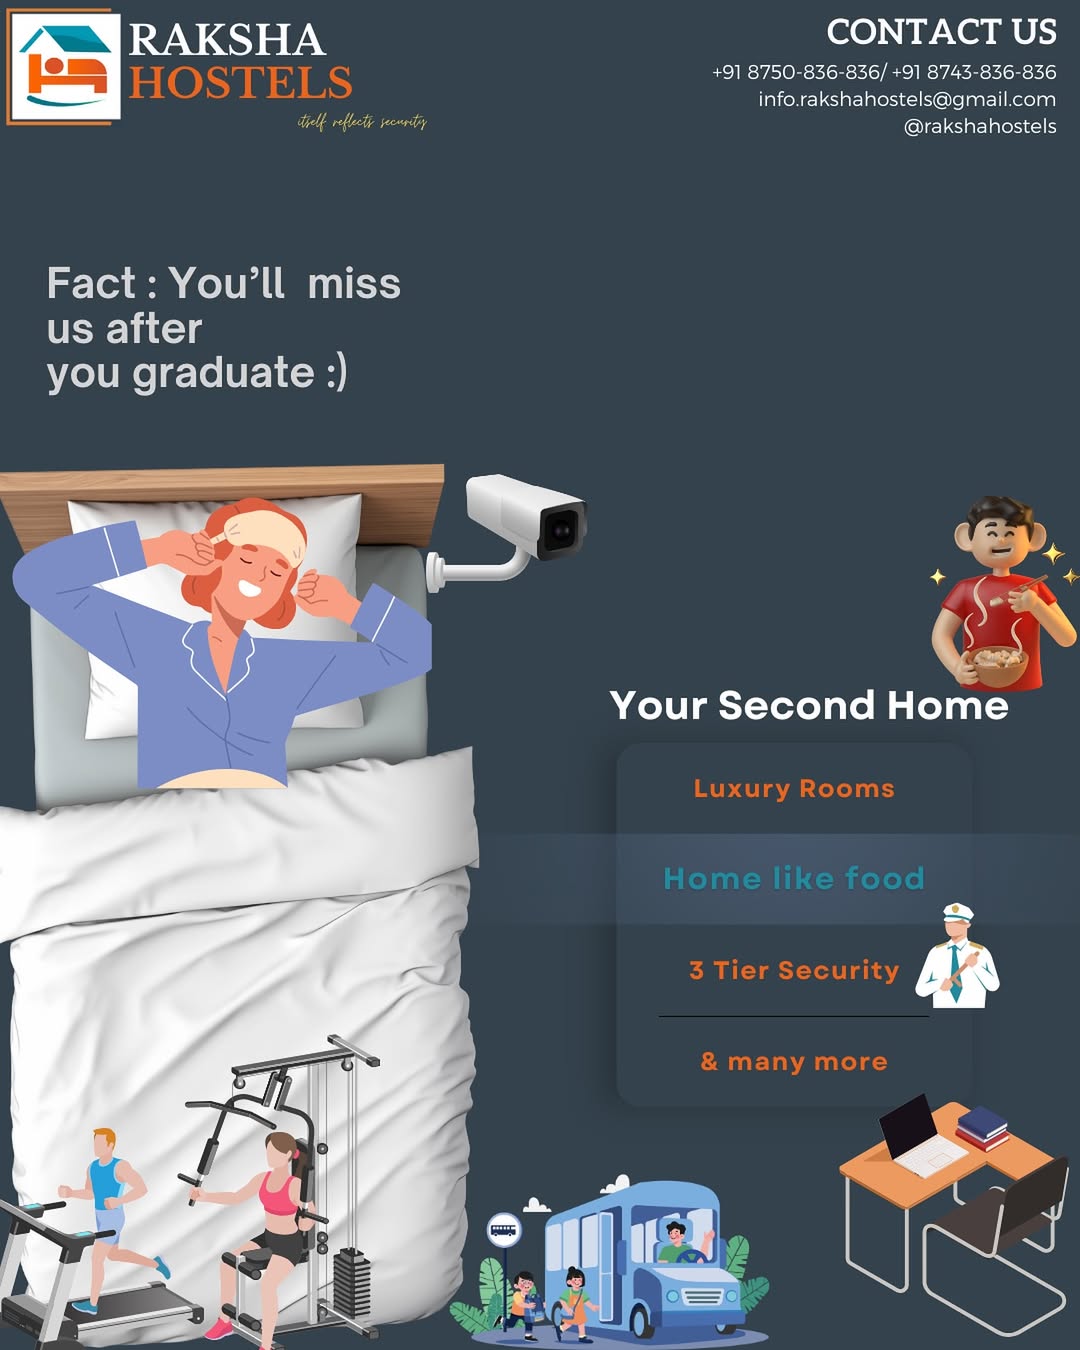 RAKSHA
HOSTELS
itself reflects security
CONTACT US
+91 8750-836-836/ +91 8743-836-836
info.rakshahostels@gmail.com
@rakshahostels
Fact : You’ll miss
us after
you graduate :)
Your Second Home
Luxury Rooms
Home like food
3 Tier Security
& many more